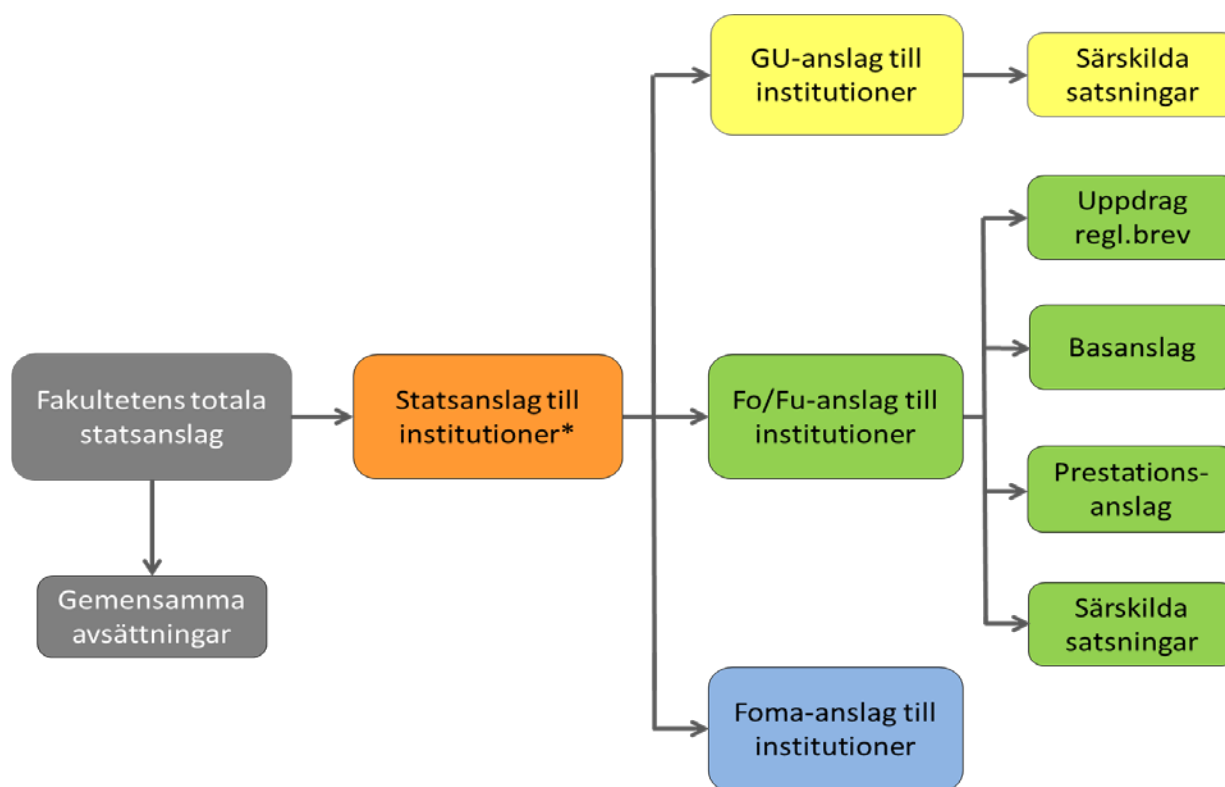 GU-anslag till
institutioner
Särskilda
satsningar
Uppdrag
regl.brev
Basanslag
Fakultetens totala
statsanslag
Statsanslag till
institutioner*
Fo/Fu-anslag till
institutioner
Prestations-
anslag
Gemensamma
avsättningar
Särskilda
satsningar
Foma-anslag till
institutioner